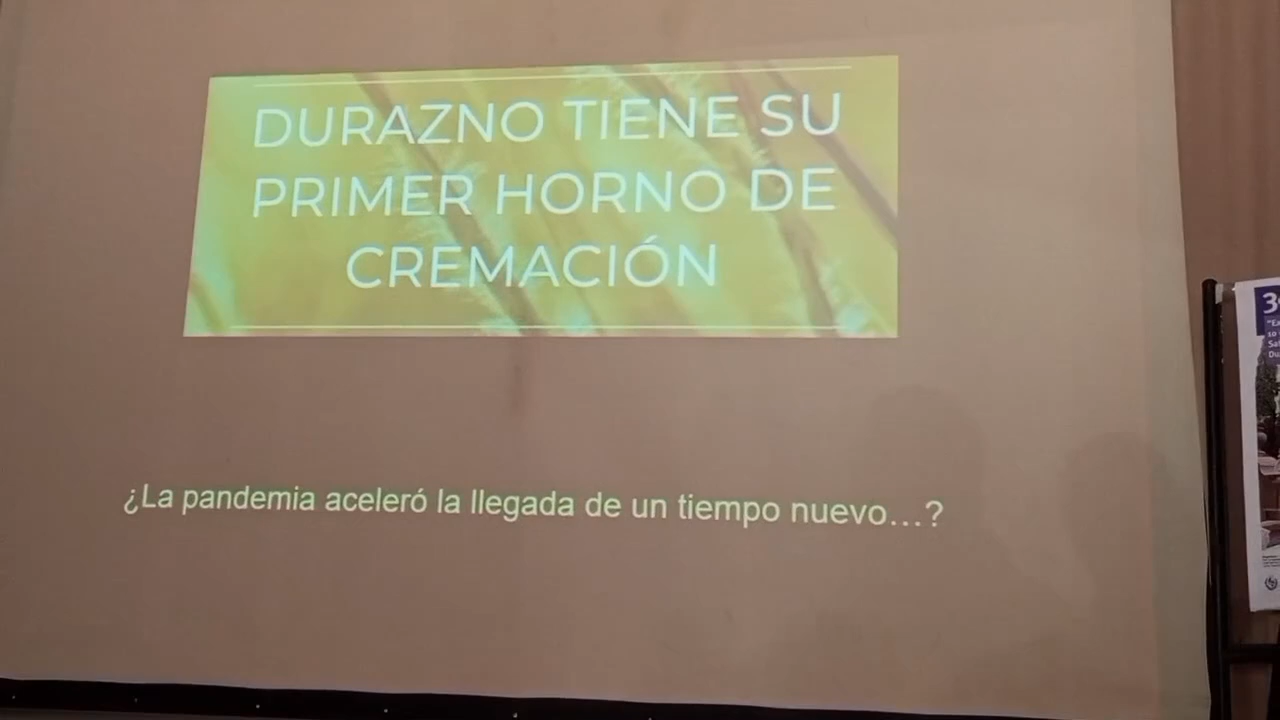 DURAZNO TIENE SU
PRIMER HORNO DE
CREMACIÓN
¿La pandemia aceleró la llegada de un tiempo nuevo...?